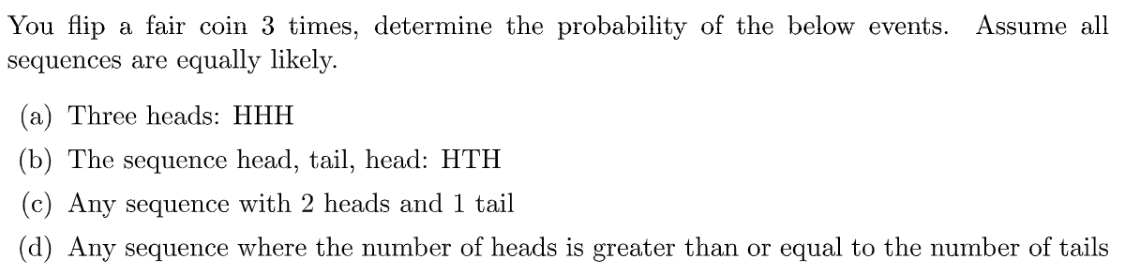 You flip a fair coin 3 times, determine the probability of the below events. Assume all
sequences are equally likely.
(a) Three heads: HHH
(b) The sequence head, tail, head: HTH
(c) Any sequence with 2 heads and 1 tail
(d) Any sequence where the number of heads is greater than or equal to the number of tails